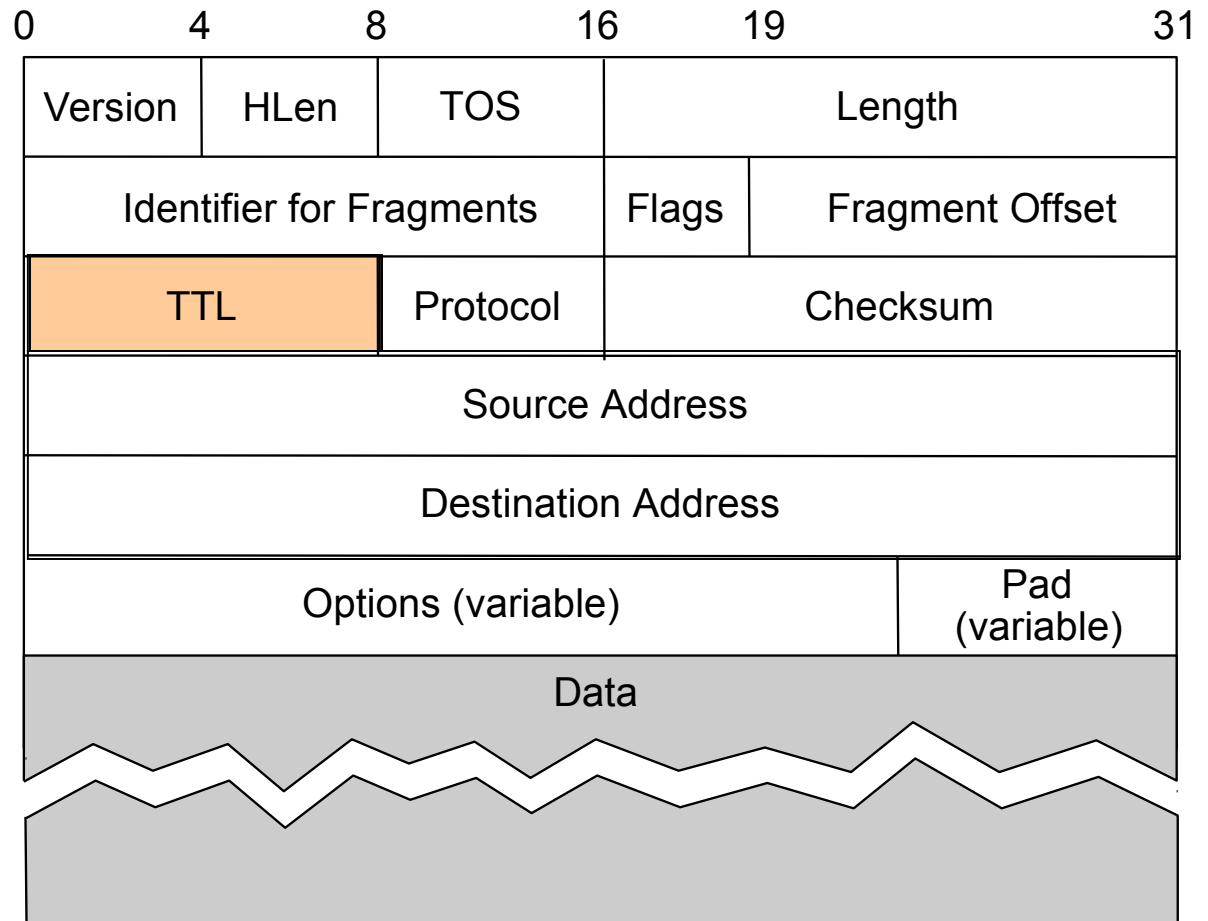 0 4 8 16 19 31
Version HLen TOS Length
Identifier for Fragments Flags Fragment Offset
TTL Protocol Checksum
Source Address
Destination Address
Options (variable) Pad
(variable)
Data